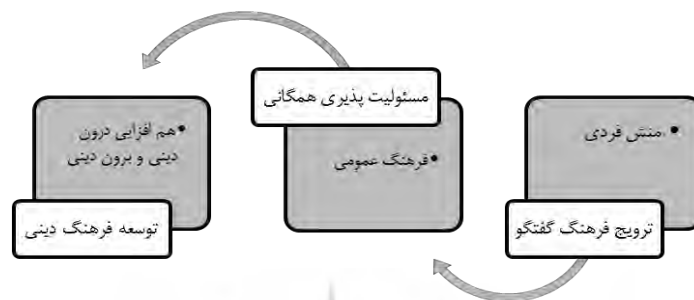 • منش فردی
ترویج فرهنگ گفتگو
مسئولیت پذیری همگانی
• فرهنگ عمومی
• هم افزایی درون
دینی و برون دینی
توسعه فرهنگ دینی